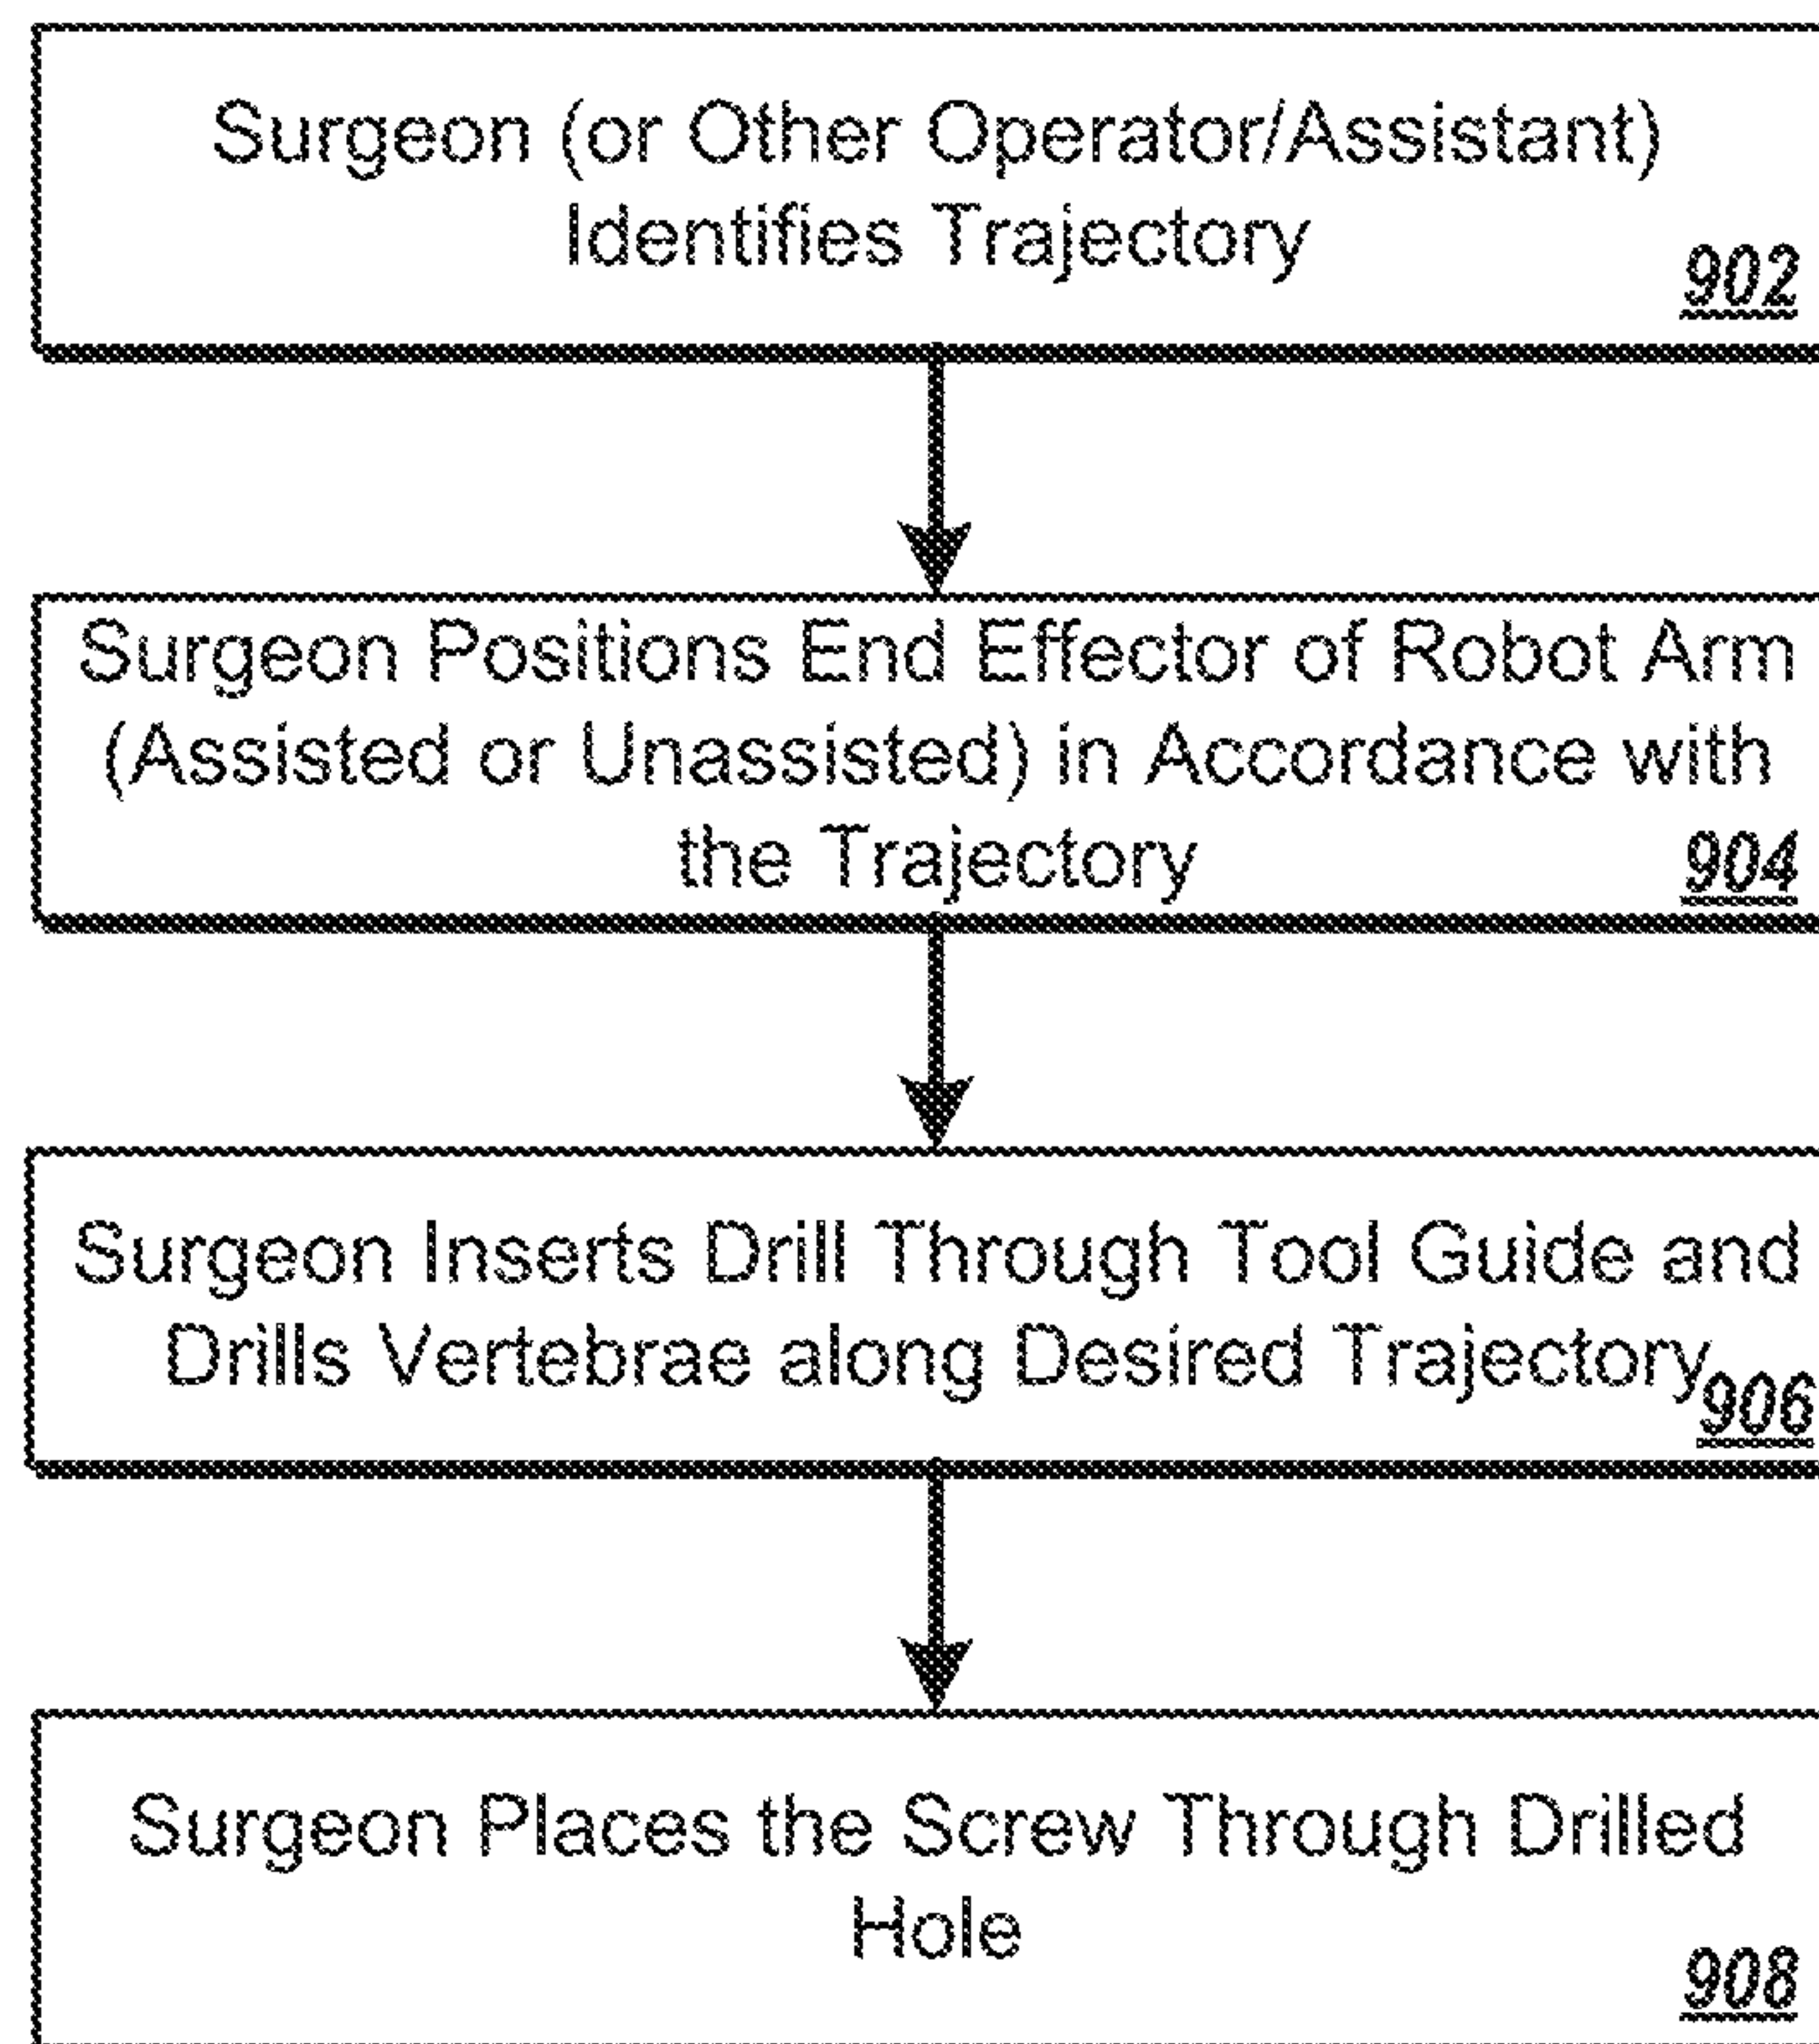 Surgeon (or Other Operator/Assistant)
Identifies Trajectory
902
Surgeon Positions End Effector of Robot Arm
(Assisted or Unassisted) in Accordance with
the Trajectory
904
Surgeon Inserts Drill Through Tool Guide and
Drills Vertebrae along Desired Trajectory
906
Surgeon Places the Screw Through Drilled
Hole
908